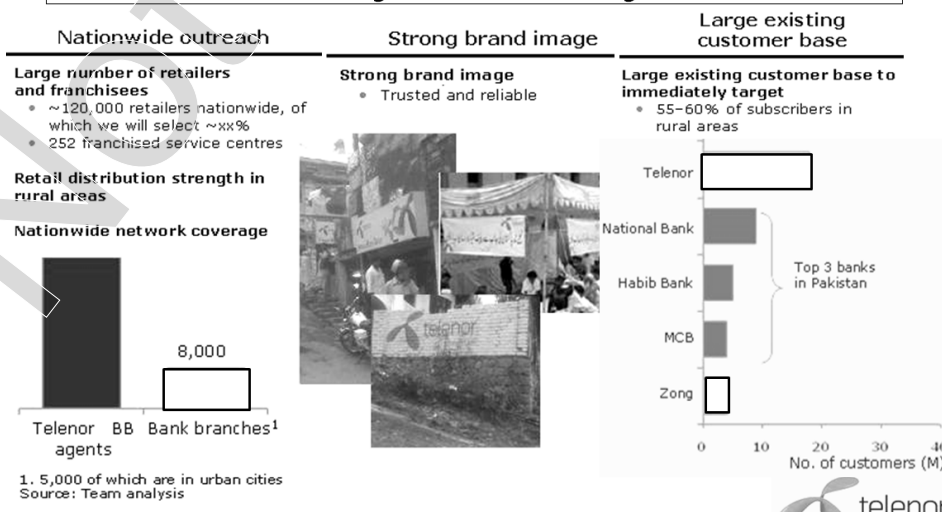 Nationwide outreach
Large number of retailers
and franchisees
• ~120,000 retailers nationwide, of
which we will select ~xx%
• 252 franchised service centres
Retail distribution strength in
rural areas
Nationwide network coverage
8,000
Telenor BB Bank branches1
agents
1. 5,000 of which are in urban cities
Source: Team analysis
Strong brand image
Strong brand image
• Trusted and reliable
telenor
Large existing
customer base
Large existing customer base to
immediately target
• 55–60% of subscribers in
rural areas
Telenor
National Bank
Habib Bank
MCB
Zong
Top 3 banks
in Pakistan
0 10 20 30
No. of customers (M)
telenor
Not